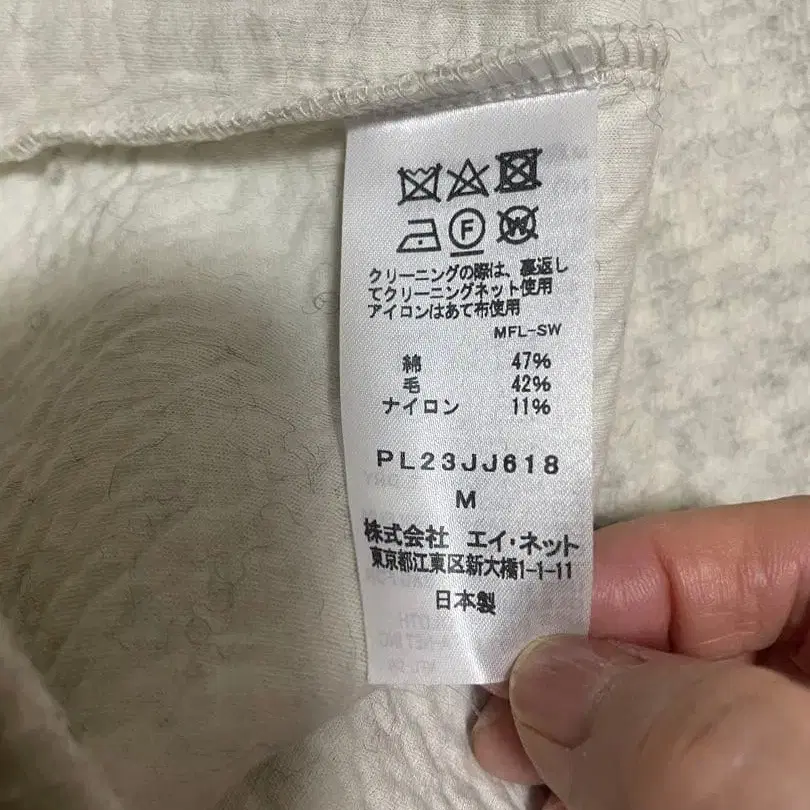 F W
クリーニングの際は、裏返し
てクリーニングネット使用
アイロンはあて布使用
MFL-SW
綿 47%
毛 42%
ナイロン 11%
PL23JJ618
M
株式会社 エイ・ネット
東京都江東区新大橋1-1-11
日本製